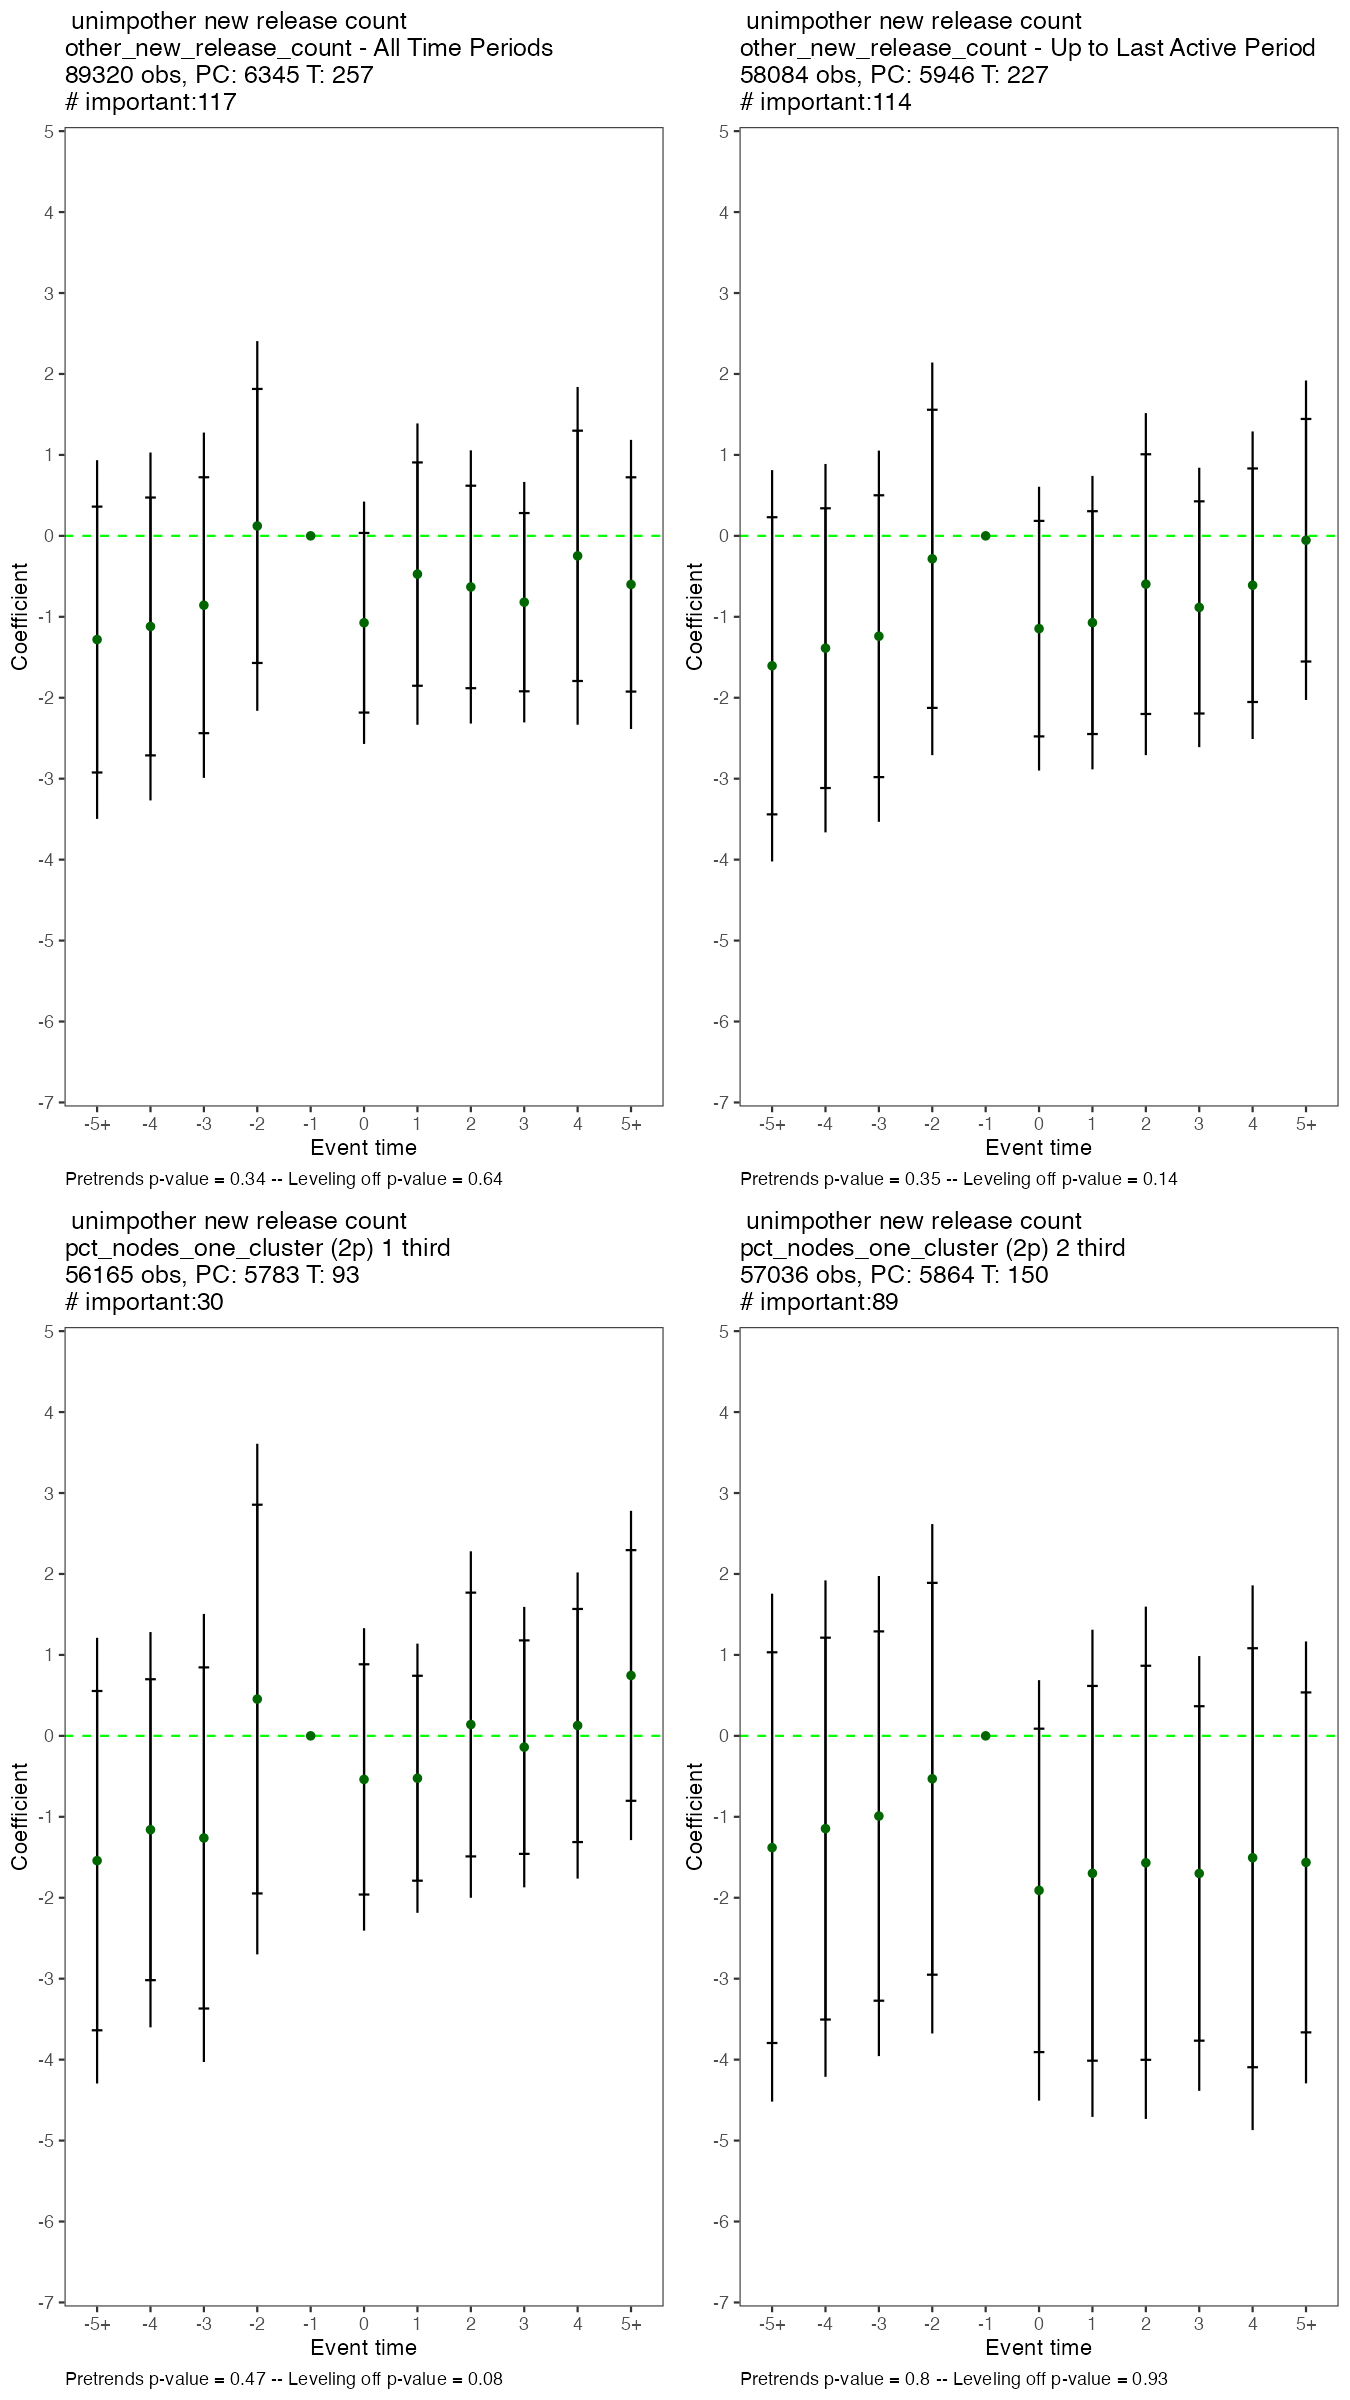 unimpother new release count
other_new_release_count - All Time Periods
89320 obs, PC: 6345 T: 257
# important:117
5
4
3
2
1
0
-1
-2
-3
-4
-5
-6
-7
Coefficient
-5+ -4 -3 -2 -1 0 1 2 3 4 5+
Event time
Pretrends p-value = 0.34 -- Leveling off p-value = 0.64
unimpother new release count
other_new_release_count - Up to Last Active Period
58084 obs, PC: 5946 T: 227
# important:114
5
4
3
2
1
0
-1
-2
-3
-4
-5
-6
-7
Coefficient
-5+ -4 -3 -2 -1 0 1 2 3 4 5+
Event time
Pretrends p-value = 0.35 -- Leveling off p-value = 0.14
unimpother new release count
pct_nodes_one_cluster (2p) 1 third
56165 obs, PC: 5783 T: 93
# important:30
5
4
3
2
1
0
-1
-2
-3
-4
-5
-6
-7
Coefficient
-5+ -4 -3 -2 -1 0 1 2 3 4 5+
Event time
Pretrends p-value = 0.47 -- Leveling off p-value = 0.08
unimpother new release count
pct_nodes_one_cluster (2p) 2 third
57036 obs, PC: 5864 T: 150
# important:89
5
4
3
2
1
0
-1
-2
-3
-4
-5
-6
-7
Coefficient
-5+ -4 -3 -2 -1 0 1 2 3 4 5+
Event time
Pretrends p-value = 0.8 -- Leveling off p-value = 0.93